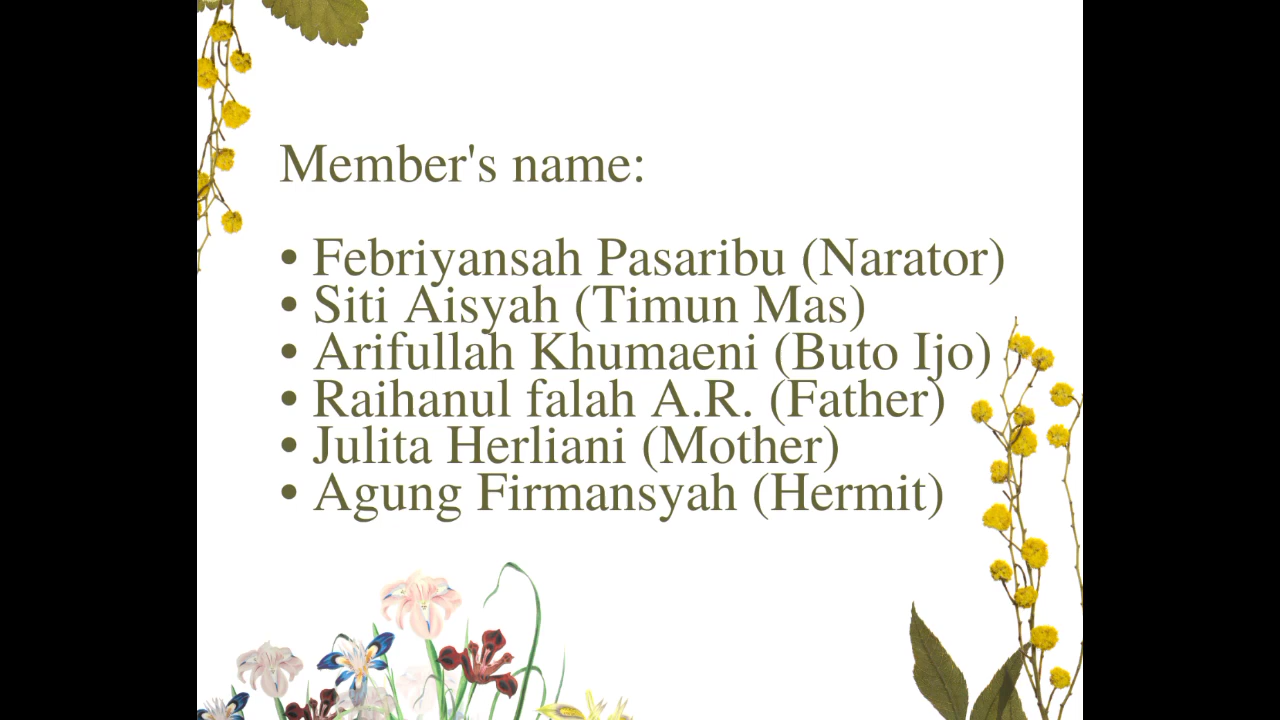 Member's name:
• Febriyansah Pasaribu (Narator)
• Siti Aisyah (Timun Mas)
• Arifullah Khumaeni (Buto Ijo)
• Raihanul falah A.R. (Father)
• Julita Herliani (Mother)
• Agung Firmansyah (Hermit)